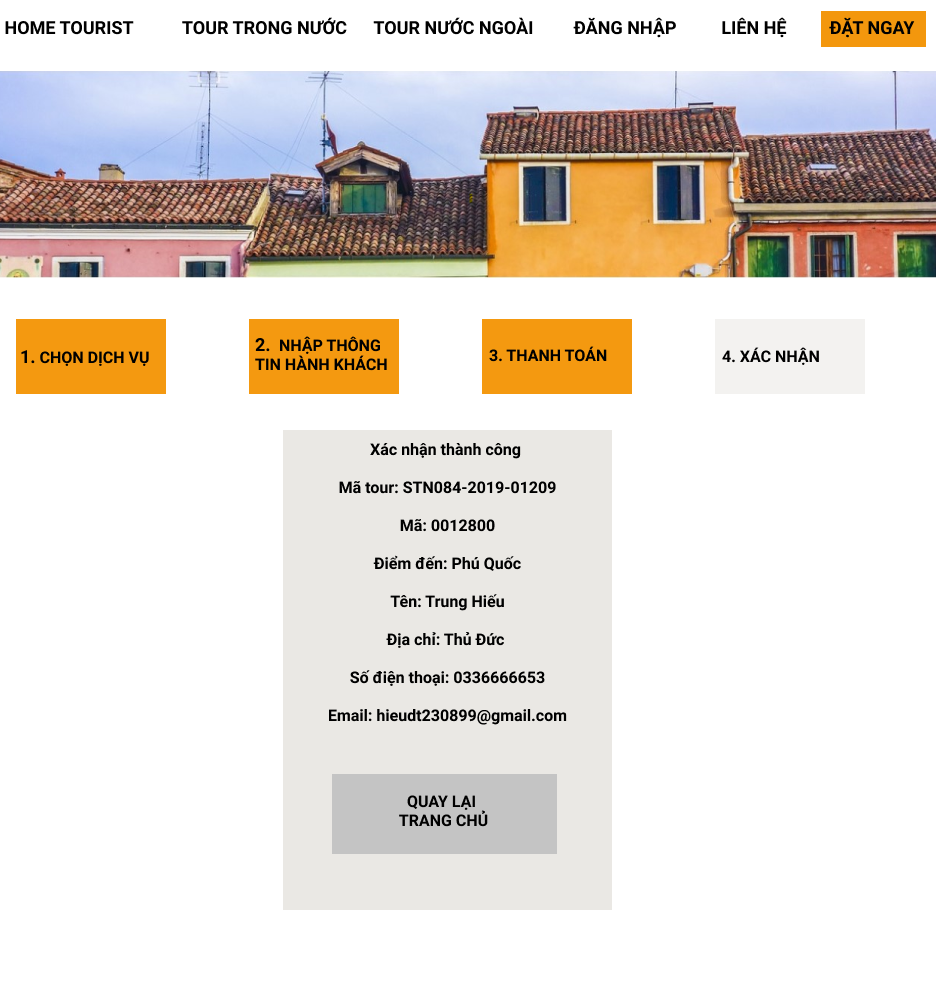 HOME TOURIST TOUR TRONG NƯỚC TOUR NƯỚC NGOÀI ĐĂNG NHẬP LIÊN HỆ ĐẶT NGAY
1. CHỌN DỊCH VỤ
2. NHẬP THÔNG
TIN HÀNH KHÁCH
3. THANH TOÁN
4. XÁC NHẬN
Xác nhận thành công
Mã tour: STN084-2019-01209
Mã: 0012800
Điểm đến: Phú Quốc
Tên: Trung Hiếu
Địa chỉ: Thủ Đức
Số điện thoại: 0336666653
Email: hieudt230899@gmail.com
QUAY LẠI
TRANG CHỦ